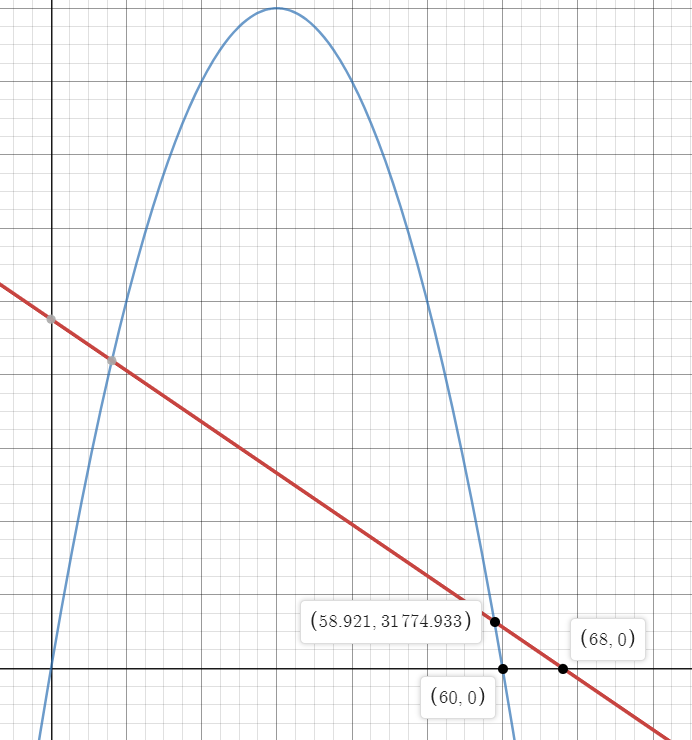 (58.921, 31774.933)
(68, 0)
(60, 0)